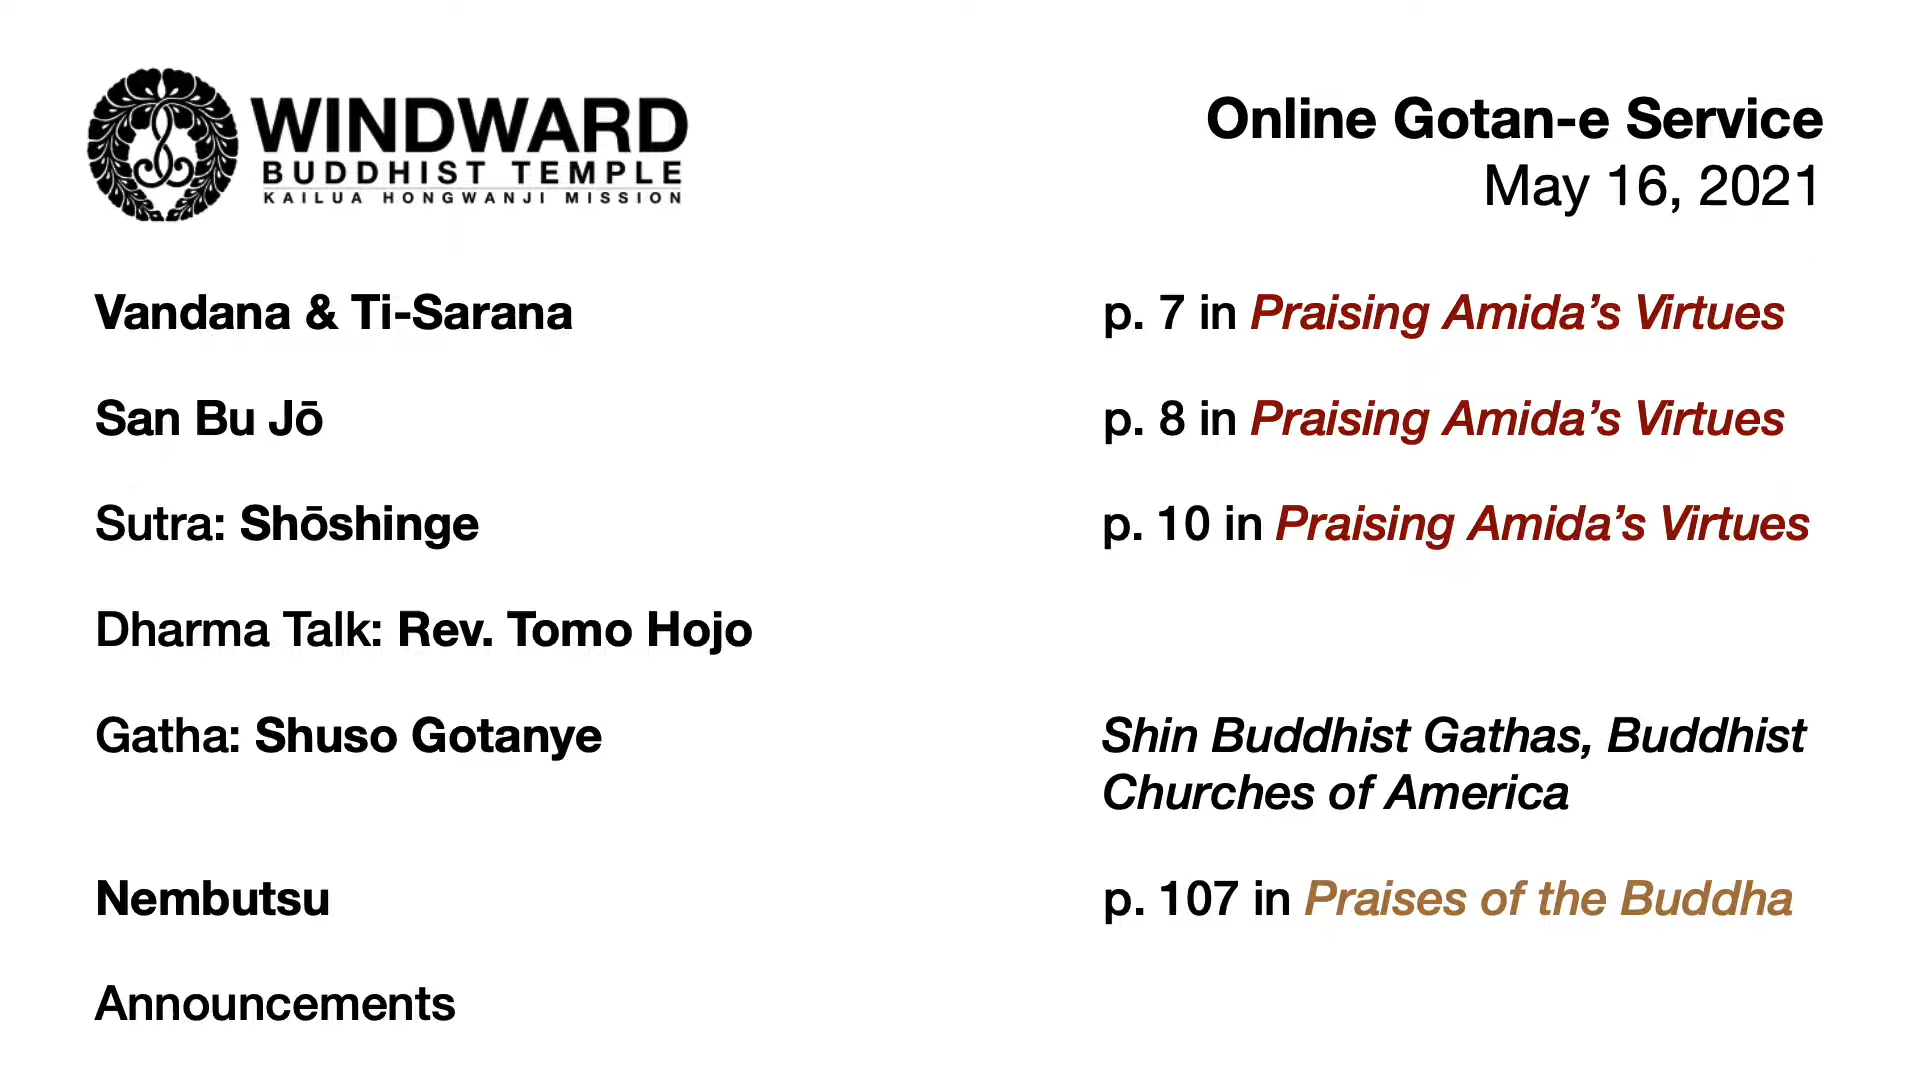 WINDWARD
BUDDHIST TEMPLE
KAILUA HONGWANJI MISSION
Online Gotan-e Service
May 16, 2021
Vandana & Ti-Sarana
p. 7 in Praising Amida’s Virtues
San Bu Jō
p. 8 in Praising Amida’s Virtues
Sutra: Shōshinge
p. 10 in Praising Amida’s Virtues
Dharma Talk: Rev. Tomo Hojo
Gatha: Shuso Gotanye
Shin Buddhist Gathas, Buddhist
Churches of America
Nembutsu
p. 107 in Praises of the Buddha
Announcements